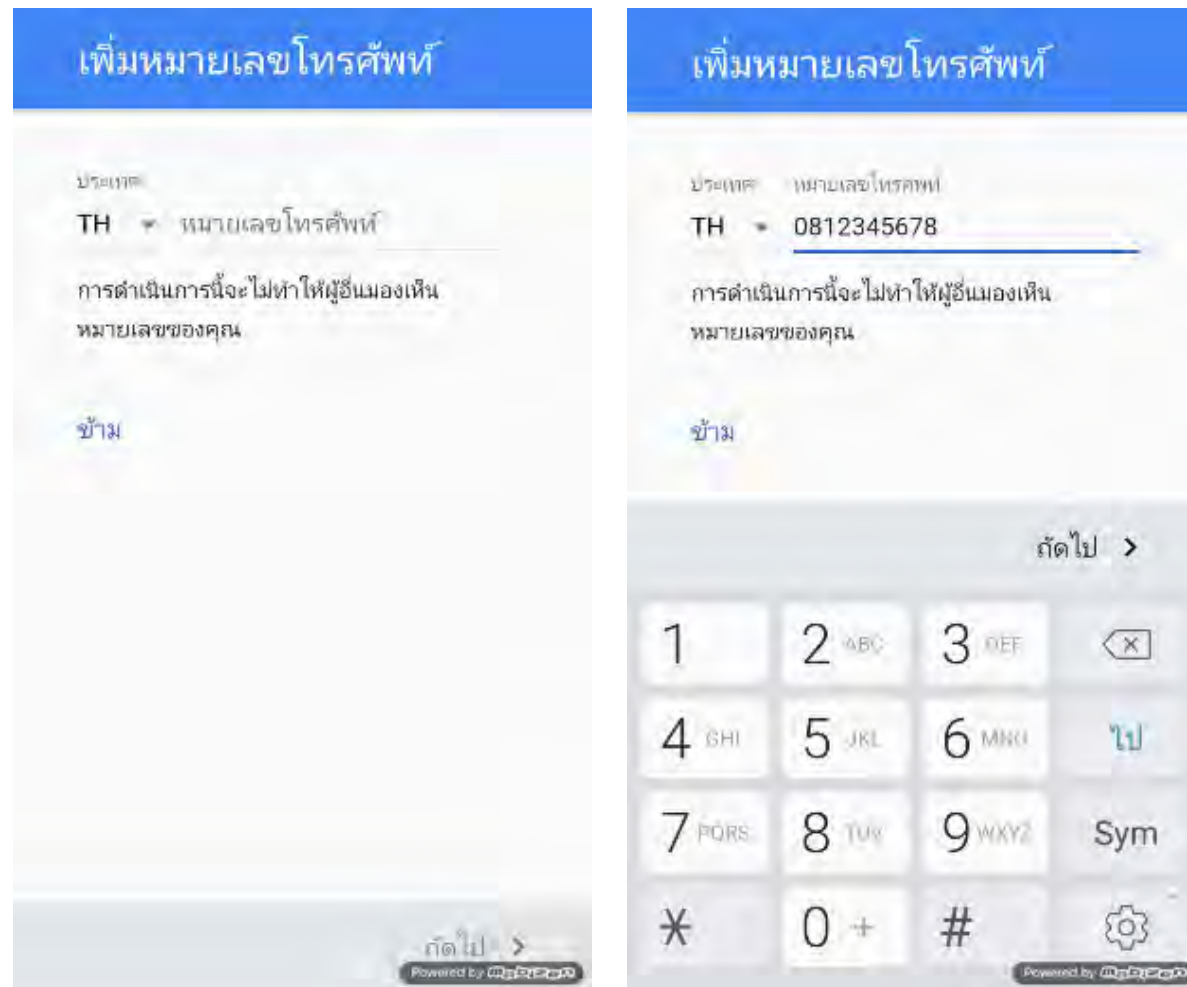 เพิ่มหมายเลขโทรศัพท์
ประเทศ
TH หมายเลขโทรศัพท์
การดำเนินการนี้จะไม่ทำให้ผู้อื่นมองเห็น
หมายเลขของคุณ
ข้าม
ถัดไป >
Powered by
เพิ่มหมายเลขโทรศัพท์
ประเทศ หมายเลขโทรศัพท์
TH 0812345678
การดำเนินการนี้จะไม่ทำให้ผู้อื่นมองเห็น
หมายเลขของคุณ
ข้าม
ถัดไป >
1 2 ABC 3 DEF
4 GHI 5 JKL 6 MNO ไป
7 PQRS 8 TUV 9 WXYZ Sym
* 0 + #
Powered by